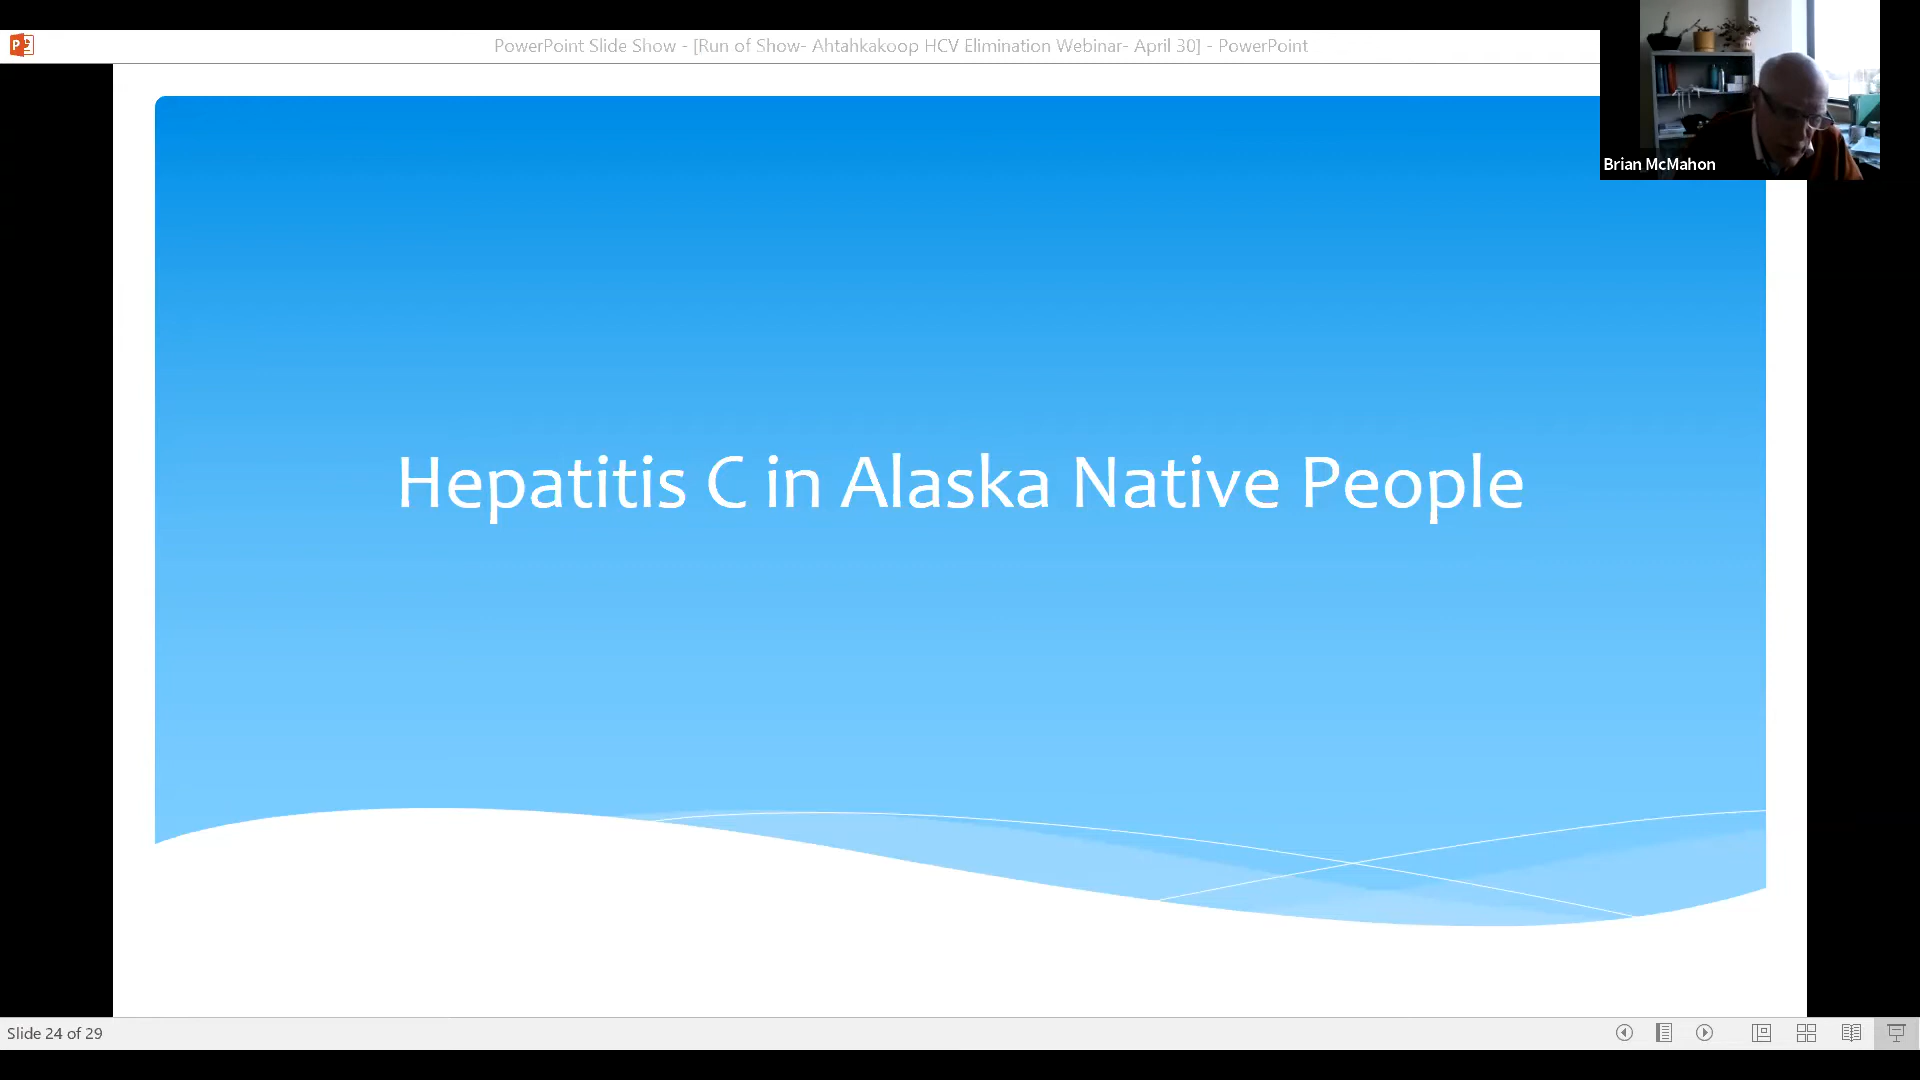 PowerPoint Slide Show - [Run of Show- Ahtahkakoop HCV Elimination Webinar- April 30] - PowerPoint
Brian McMahon
Hepatitis C in Alaska Native People
Slide 24 of 29